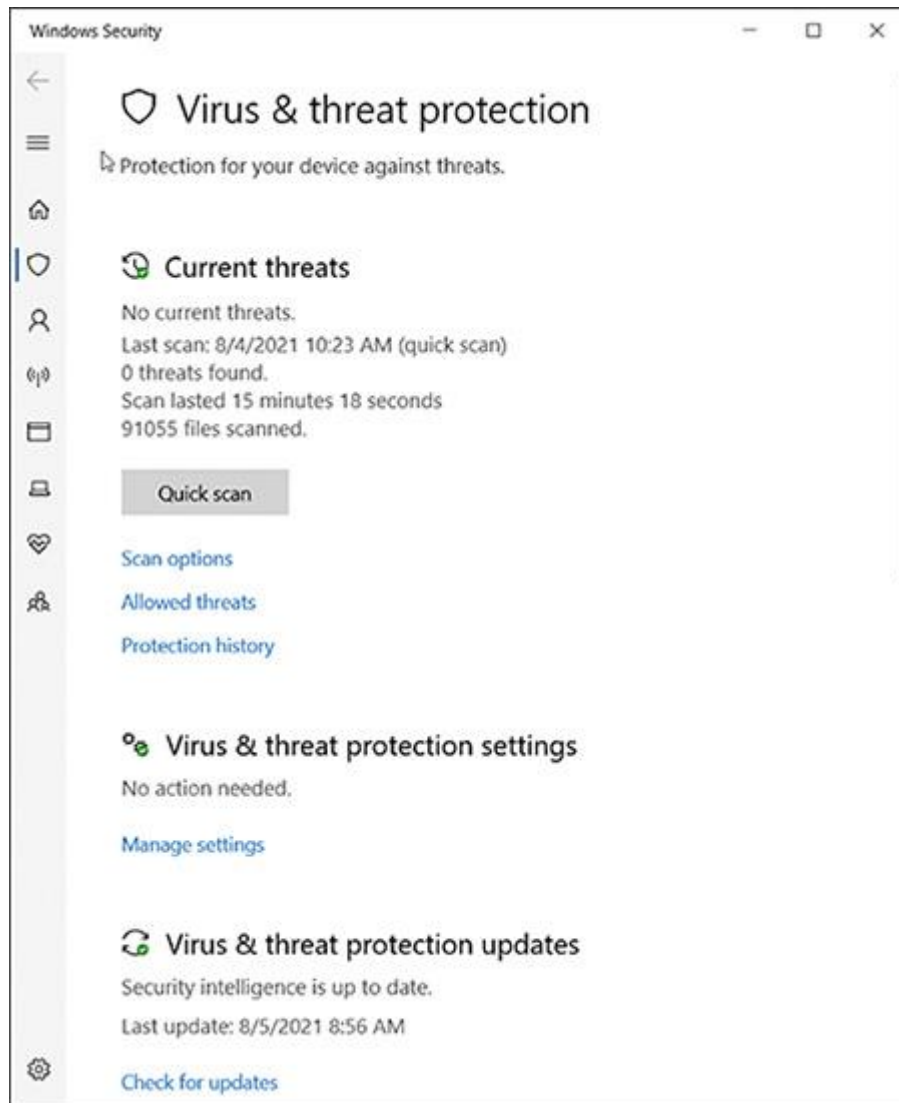 Windows Security
Virus & threat protection
Protection for your device against threats.
Current threats
No current threats.
Last scan: 8/4/2021 10:23 AM (quick scan)
0 threats found.
Scan lasted 15 minutes 18 seconds
91055 files scanned.
Quick scan
Scan options
Allowed threats
Protection history
Virus & threat protection settings
No action needed.
Manage settings
Virus & threat protection updates
Security intelligence is up to date.
Last update: 8/5/2021 8:56 AM
Check for updates